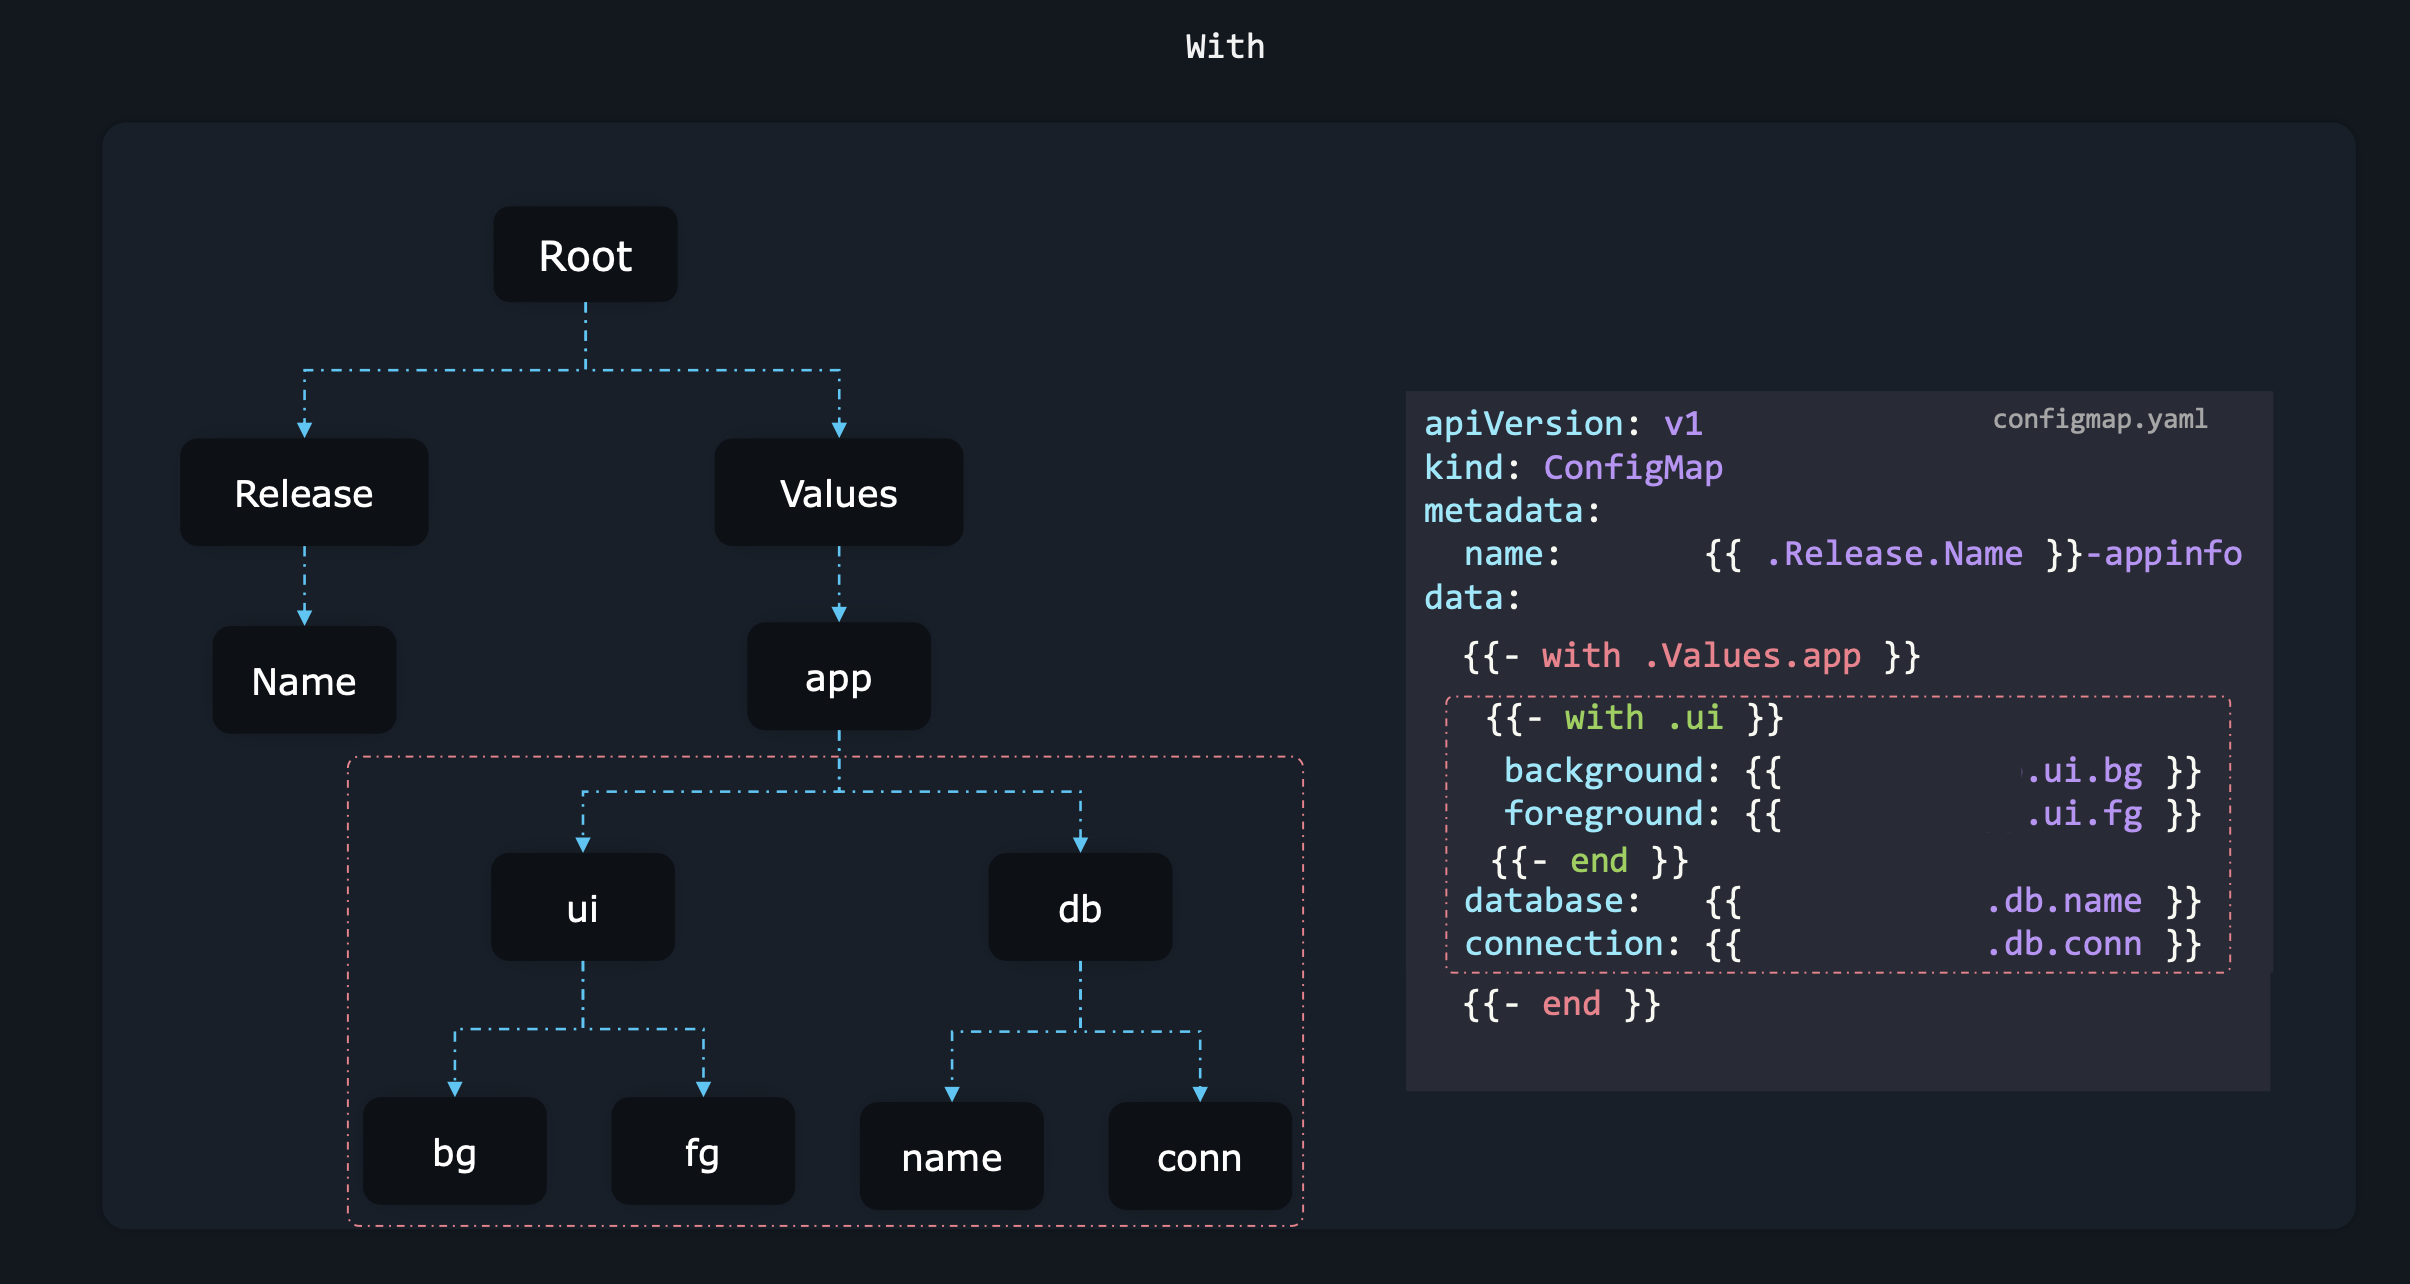 With
Root
Release
Values
Name
app
ui
db
bg
fg
name
conn
configmap.yaml
apiVersion: v1
kind: ConfigMap
metadata:
  name: {{ .Release.Name }}-appinfo
data:
  {{- with .Values.app }}
   {{- with .ui }}
    background: {{ .ui.bg }}
    foreground: {{ .ui.fg }}
   {{- end }}
  database: {{ .db.name }}
  connection: {{ .db.conn }}
  {{- end }}